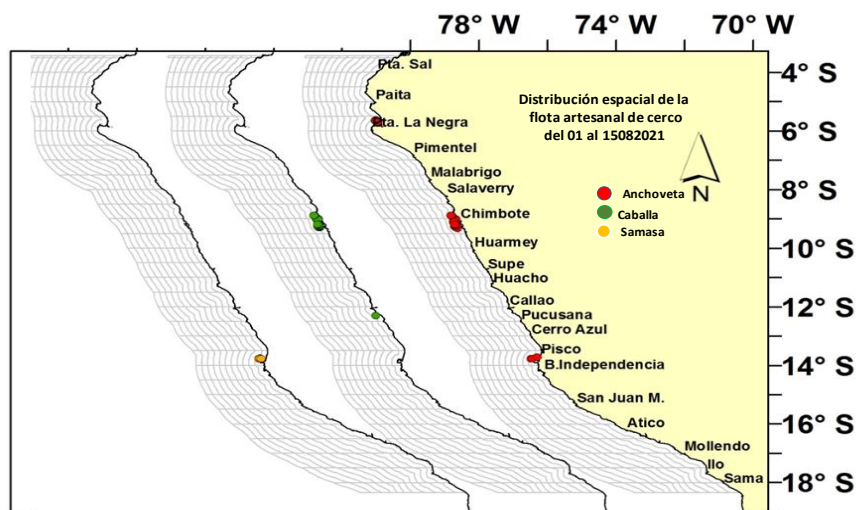 78° W 74° W 70° W
4° S
6° S
8° S
10° S
12° S
14° S
16° S
18° S
Pta. Sal
Paita
Pta. La Negra
Pimentel
Malabrigo
Salaverry
Chimbote
Huarmey
Supe
Huacho
Callao
Pucusana
Cerro Azul
Pisco
B.Independencia
San Juan M.
Atico
Mollendo
Ilo
Sama
Distribución espacial de la
flota artesanal de cerco
del 01 al 15082021
N
Anchoveta
Caballa
Samasa